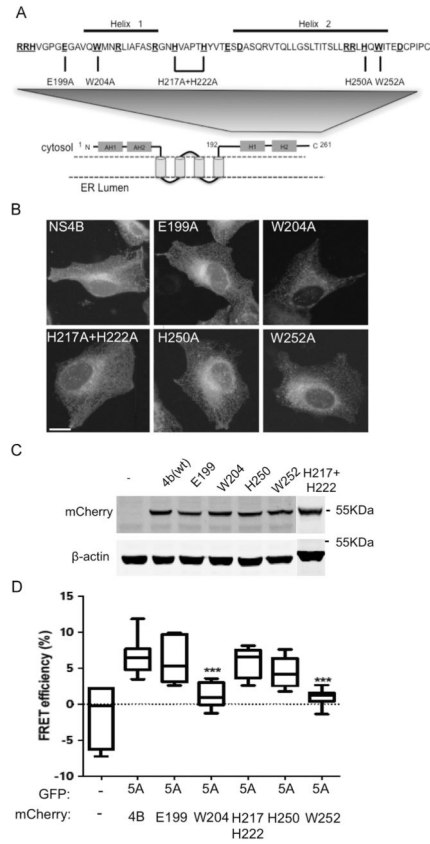 A
Helix 1
Helix 2
RRHVGPGEGAVQWMNRLIAFASRGNHVAPTHYVTESDASQRVTQLLGSLTITSLLRRLHQWITEDCPIPC
E199A
W204A
H217A+H222A
H250A
W252A
cytosol
1 N
AH1
AH2
192
H1
H2
C 261
ER Lumen
B
NS4B
E199A
W204A
H217A+H222A
H250A
W252A
C
-
4b(wt)
E199
W204
H250
W252
H217+
H222
mCherry
- 55KDa
- 55KDa
β-actin
D
FRET efficiency (%)
15
10
5
0
-5
-10
***
***
GFP: - 5A 5A 5A 5A 5A 5A
mCherry: - 4B E199 W204 H217 H250 W252
H222